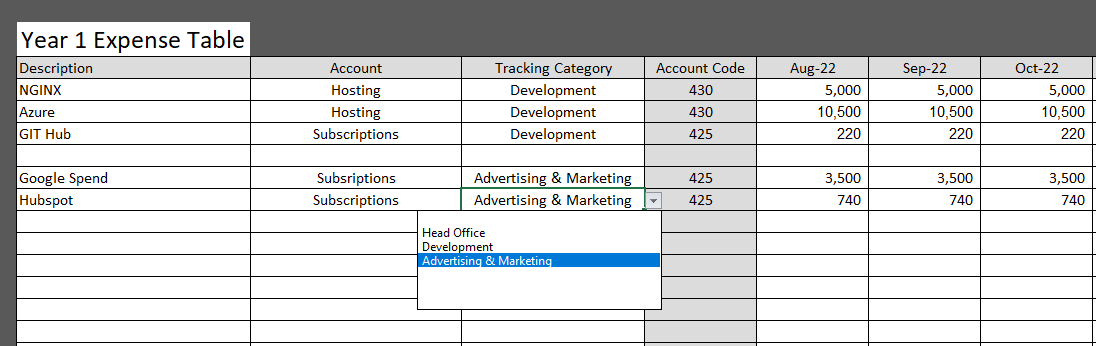 Year 1 Expense Table
Description Account Tracking Category Account Code Aug-22 Sep-22 Oct-22
NGINX Hosting Development 430 5,000 5,000 5,000
Azure Hosting Development 430 10,500 10,500 10,500
GIT Hub Subscriptions Development 425 220 220 220
Google Spend Subsriptions Advertising & Marketing 425 3,500 3,500 3,500
Hubspot Subscriptions Advertising & Marketing 425 740 740 740
Head Office
Development
Advertising & Marketing